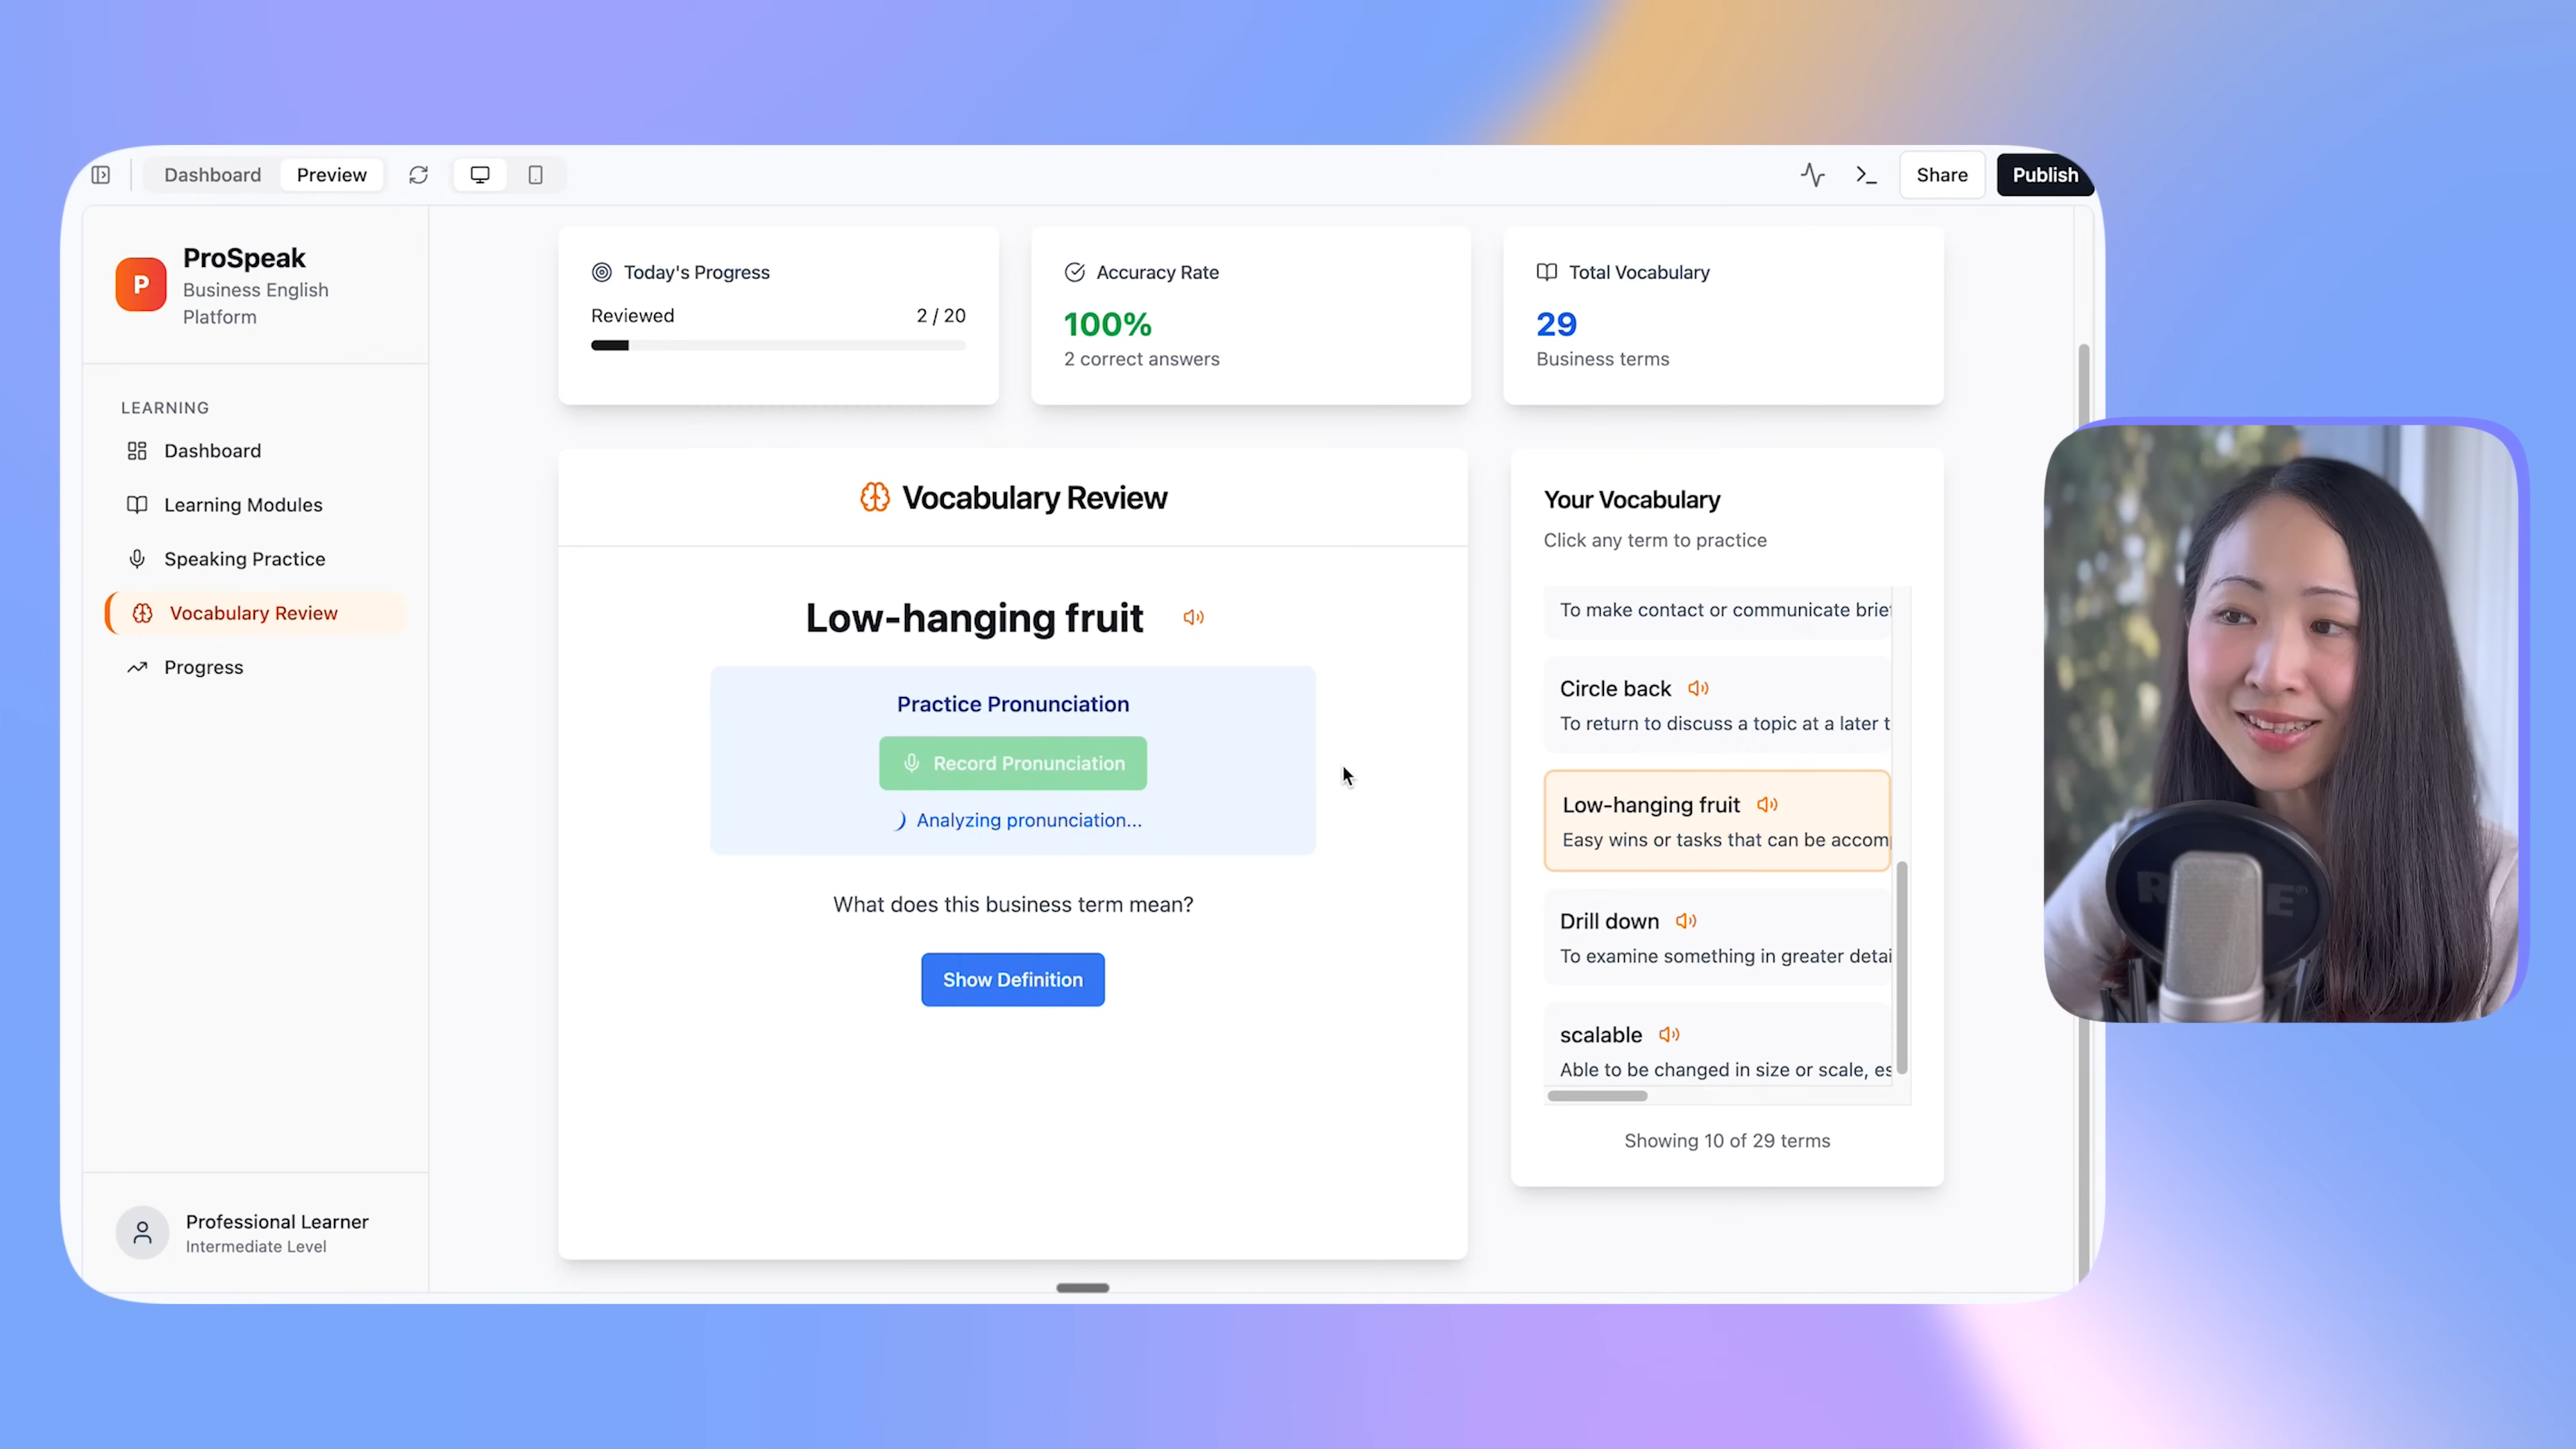 Dashboard
Preview
Share
Publish
P
ProSpeak
Business English
Platform
LEARNING
Dashboard
Learning Modules
Speaking Practice
Vocabulary Review
Progress
Professional Learner
Intermediate Level
Today's Progress
Reviewed 2 / 20
Accuracy Rate
100%
2 correct answers
Total Vocabulary
29
Business terms
Vocabulary Review
Low-hanging fruit
Practice Pronunciation
Record Pronunciation
Analyzing pronunciation...
What does this business term mean?
Show Definition
Your Vocabulary
Click any term to practice
To make contact or communicate brief
Circle back
To return to discuss a topic at a later t
Low-hanging fruit
Easy wins or tasks that can be accom
Drill down
To examine something in greater detai
scalable
Able to be changed in size or scale, es
Showing 10 of 29 terms